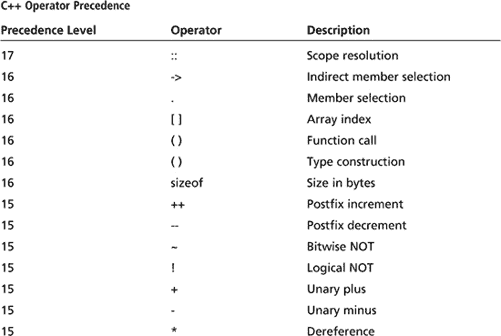 C++ Operator Precedence
Precedence Level Operator Description
17 :: Scope resolution
16 -> Indirect member selection
16 . Member selection
16 [ ] Array index
16 ( ) Function call
16 ( ) Type construction
16 sizeof Size in bytes
15 ++ Postfix increment
15 -- Postfix decrement
15 ~ Bitwise NOT
15 ! Logical NOT
15 + Unary plus
15 - Unary minus
15 * Dereference